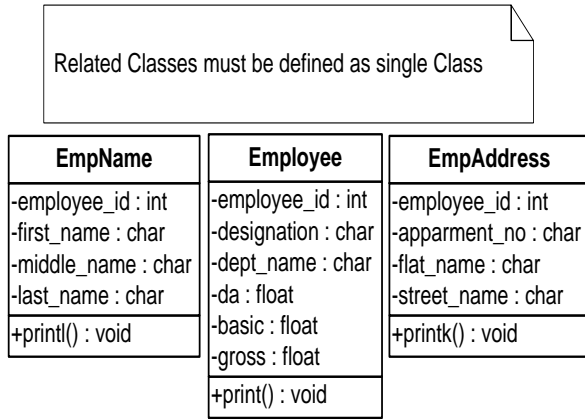 Related Classes must be defined as single Class
EmpName
-employee_id : int
-first_name : char
-middle_name : char
-last_name : char
+printl() : void
Employee
-employee_id : int
-designation : char
-dept_name : char
-da : float
-basic : float
-gross : float
+print() : void
EmpAddress
-employee_id : int
-apparment_no : char
-flat_name : char
-street_name : char
+printk() : void